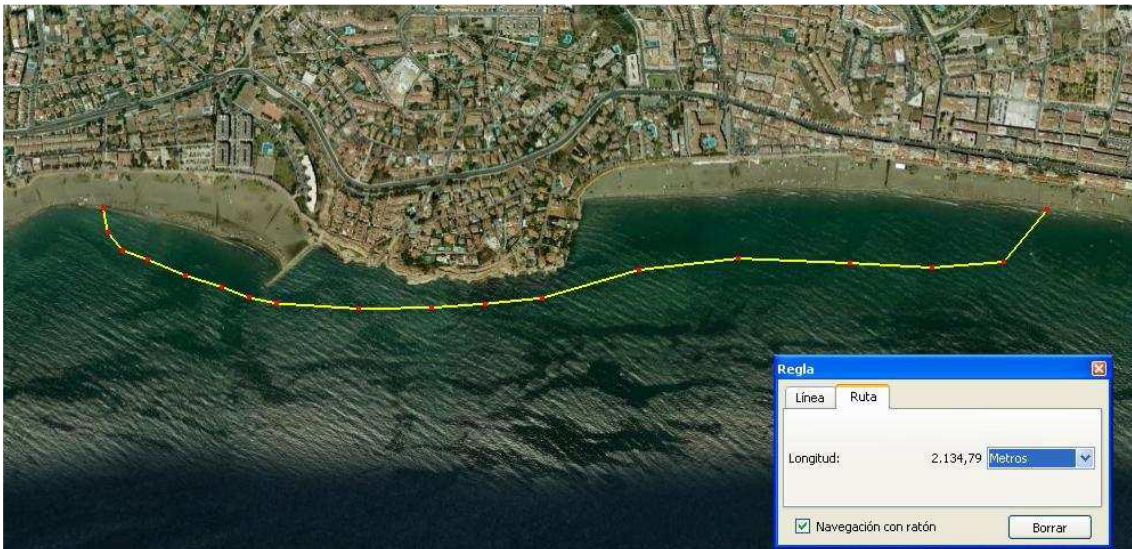 Regla
Línea Ruta
Longitud: 2.134,79 Metros
Navegación con ratón Borrar